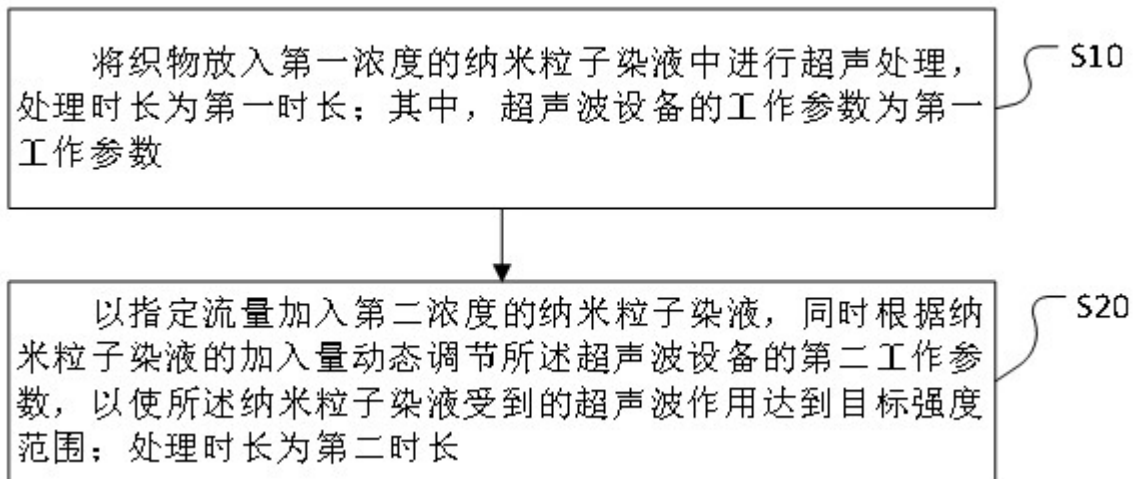 将织物放入第一浓度的纳米粒子染液中进行超声处理，
处理时长为第一时长；其中，超声波设备的工作参数为第一
工作参数
S10
以指定流量加入第二浓度的纳米粒子染液，同时根据纳
米粒子染液的加入量动态调节所述超声波设备的第二工作参
数，以使所述纳米粒子染液受到的超声波作用达到目标强度
范围；处理时长为第二时长
S20